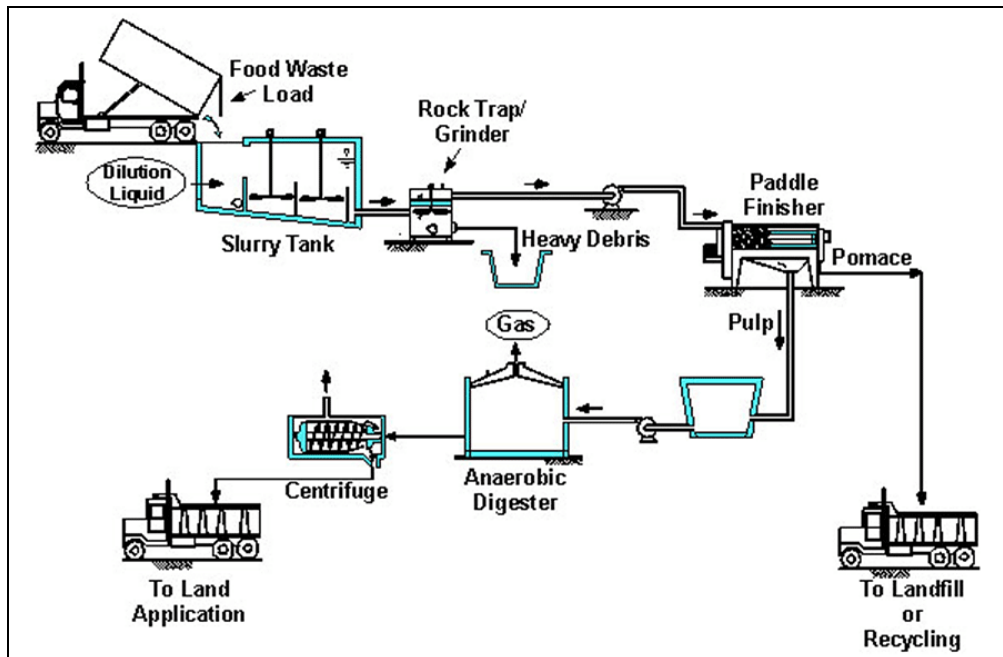 Food Waste
Load
Rock Trap/
Grinder
Dilution
Liquid
Paddle
Finisher
Slurry Tank
Heavy Debris
Pomace
Gas
Pulp
Centrifuge
Anaerobic
Digester
To Land
Application
To Landfill
or
Recycling